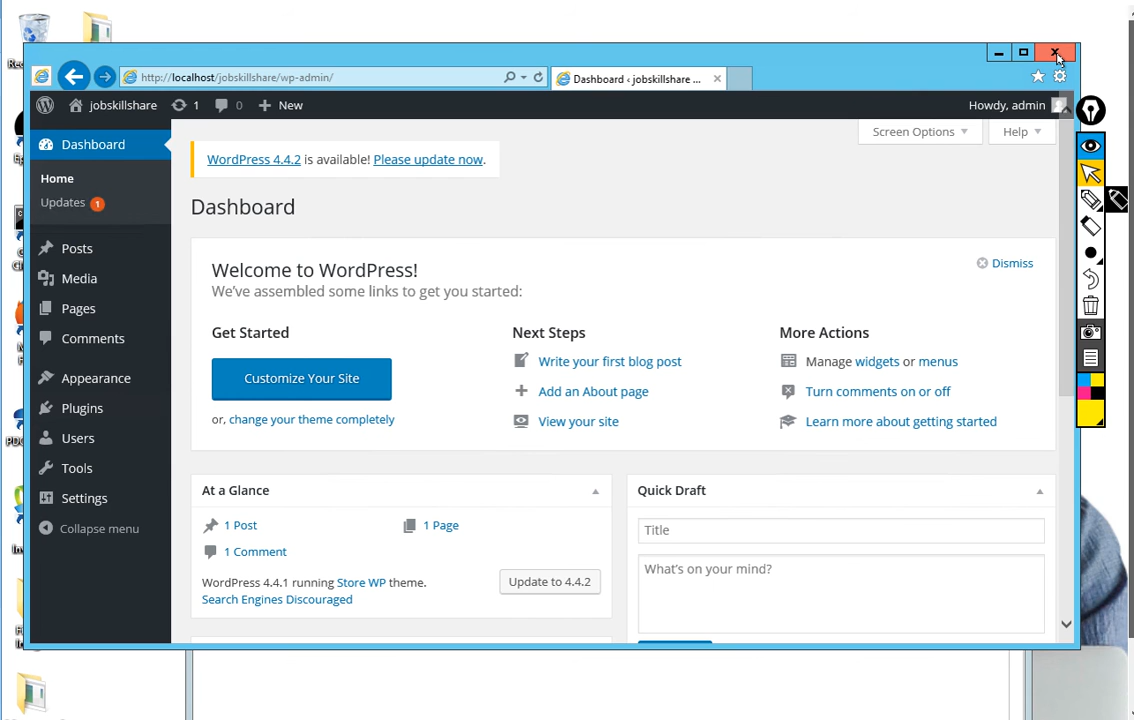 Rec
http://localhost/jobskillshare/wp-admin/
Dashboard ‹ jobskillshare ...
jobskillshare 1 0 New
Howdy, admin
Dashboard
Home
Updates 1
Posts
Media
Pages
Comments
Appearance
Plugins
Users
Tools
Settings
Collapse menu
Screen Options
Help
WordPress 4.4.2 is available! Please update now.
Dashboard
Welcome to WordPress!
We've assembled some links to get you started:
Dismiss
Get Started
Customize Your Site
or, change your theme completely
Next Steps
Write your first blog post
Add an About page
View your site
More Actions
Manage widgets or menus
Turn comments on or off
Learn more about getting started
At a Glance
1 Post
1 Page
1 Comment
WordPress 4.4.1 running Store WP theme.
Update to 4.4.2
Search Engines Discouraged
Quick Draft
Title
What's on your mind?